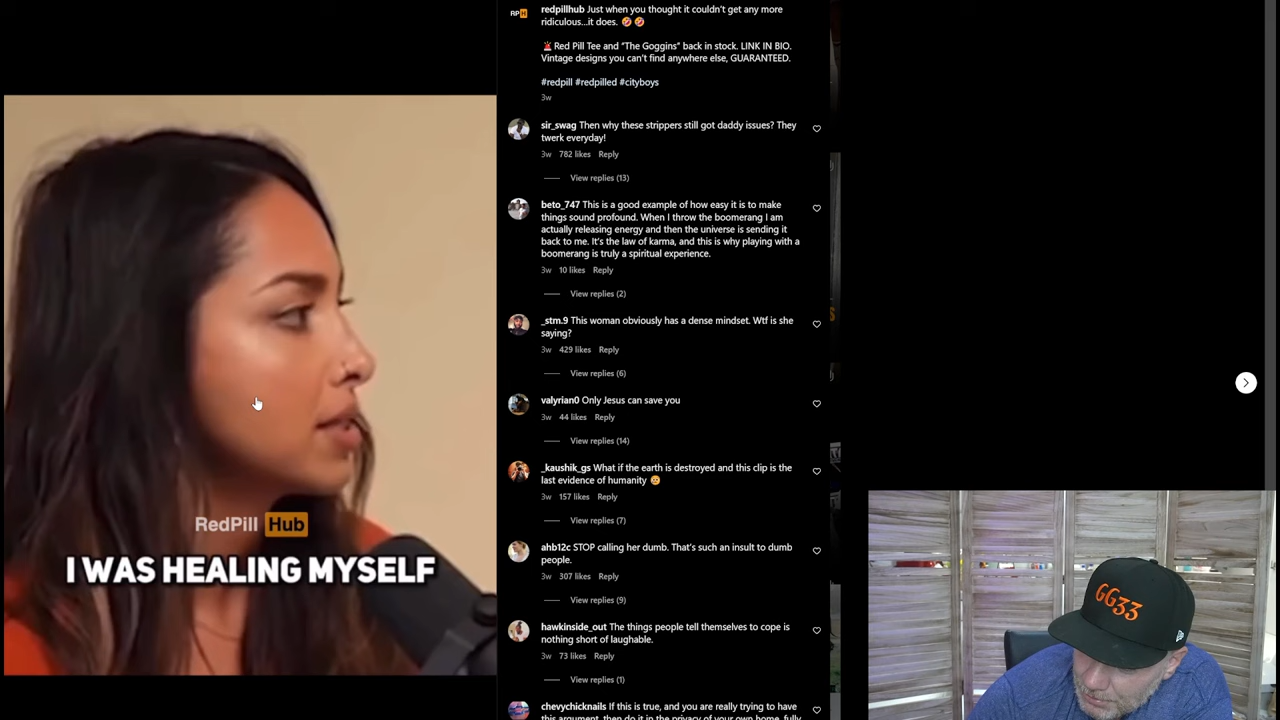 RedPill Hub
I WAS HEALING MYSELF
RPH
redpillhub Just when you thought it couldn't get any more
ridiculous...it does. 🤣 🤣
🚨Red Pill Tee and "The Goggins" back in stock. LINK IN BIO.
Vintage designs you can't find anywhere else, GUARANTEED.
#redpill #redpilled #cityboys
3w
sir_swag Then why these strippers still got daddy issues? They
twerk everyday!
3w 782 likes Reply
View replies (13)
beto_747 This is a good example of how easy it is to make
things sound profound. When I throw the boomerang I am
actually releasing energy and then the universe is sending it
back to me. It's the law of karma, and this is why playing with a
boomerang is truly a spiritual experience.
3w 10 likes Reply
View replies (2)
_stm.9 This woman obviously has a dense mindset. Wtf is she
saying?
3w 429 likes Reply
View replies (6)
valyrian0 Only Jesus can save you
3w 44 likes Reply
View replies (14)
_kaushik_gs What if the earth is destroyed and this clip is the
last evidence of humanity 😥
3w 157 likes Reply
View replies (7)
ahb12c STOP calling her dumb. That's such an insult to dumb
people.
3w 307 likes Reply
View replies (9)
hawkinside_out The things people tell themselves to cope is
nothing short of laughable.
3w 73 likes Reply
View replies (1)
chevychicknails If this is true, and you are really trying to have
this argument, then do it in the privacy of your own home, fully
GG33